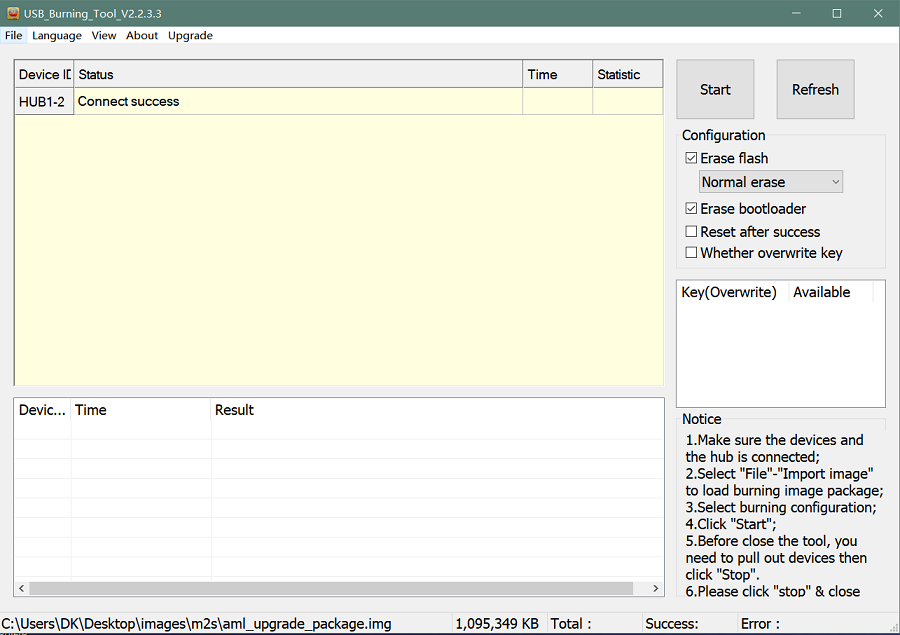 USB_Burning_Tool_V2.2.3.3
File Language View About Upgrade
Device ID Status Time Statistic
HUB1-2 Connect success
Start Refresh
Configuration
Erase flash
Normal erase
Erase bootloader
Reset after success
Whether overwrite key
Key(Overwrite) Available
Devic... Time Result
Notice
1.Make sure the devices and
the hub is connected;
2.Select "File"-"Import image"
to load burning image package;
3.Select burning configuration;
4.Click "Start";
5.Before close the tool, you
need to pull out devices then
click "Stop".
6.Please click "stop" & close
C:\Users\DK\Desktop\images\m2s\aml_upgrade_package.img 1,095,349 KB Total : Success: Error :